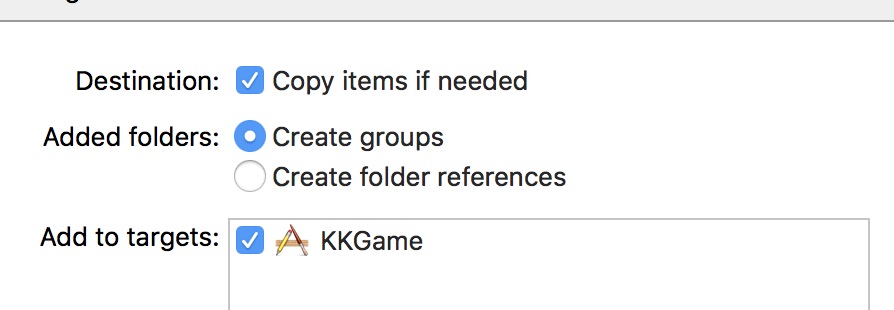 Destination: Copy items if needed
Added folders: Create groups
Create folder references
Add to targets: KKGame